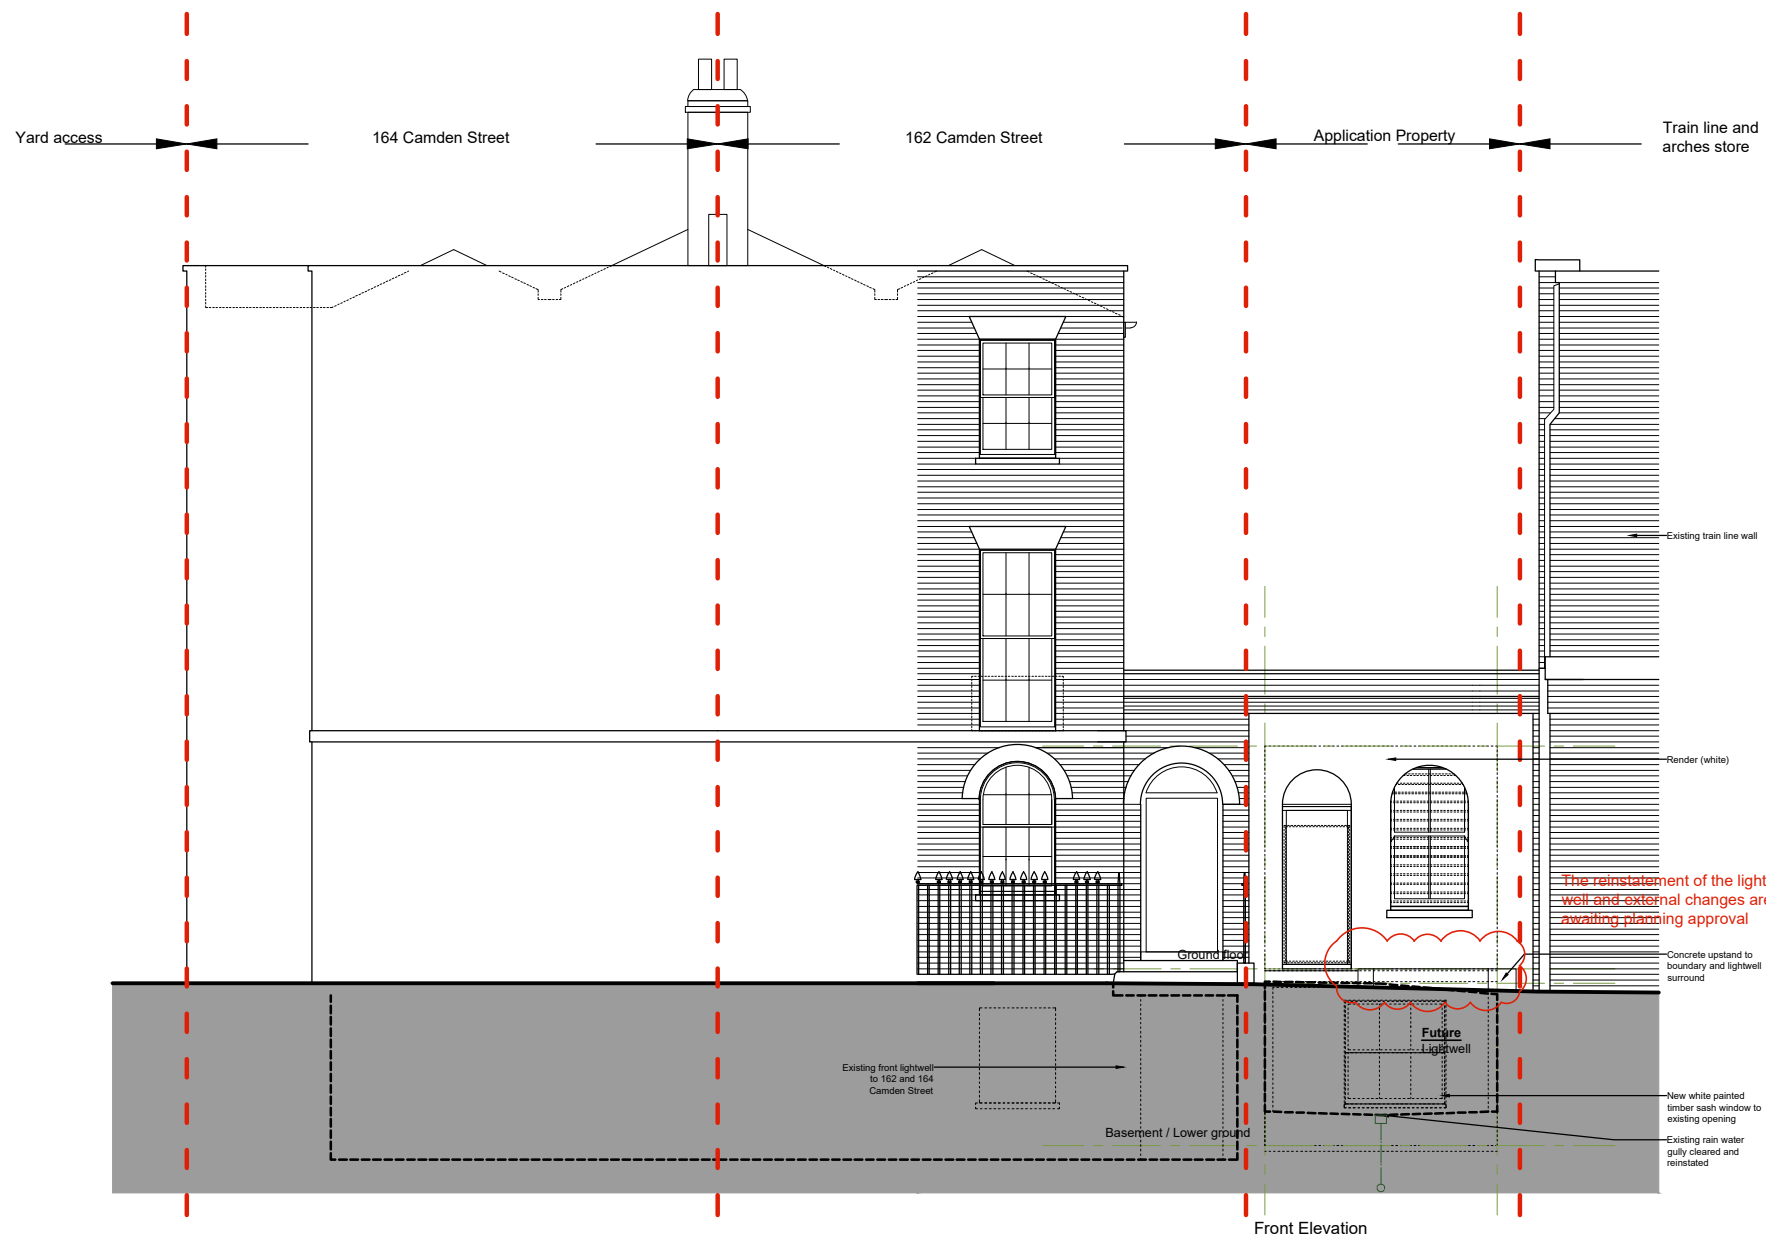 Yard access
164 Camden Street
162 Camden Street
Application Property
Train line and
arches store
Existing train line wall
Render (white)
The reinstatement of the light
well and external changes are
awaiting planning approval
Ground floor
Concrete upstand to
boundary and lightwell
surround
Future
Lightwell
Existing front lightwell
to 162 and 164
Camden Street
New white painted
timber sash window to
existing opening
Basement / Lower ground
Existing rain water
gully cleared and
reinstated
Front Elevation